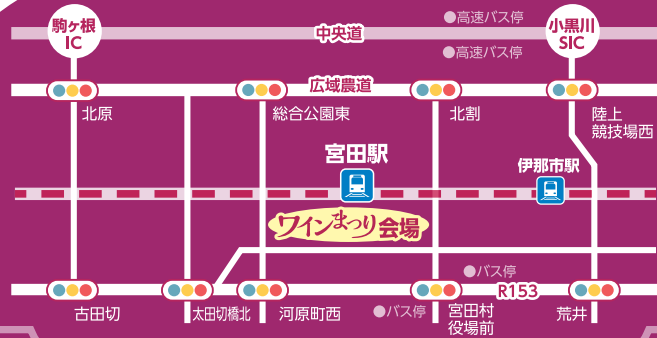 駒ヶ根
IC
中央道
●高速バス停
●高速バス停
小黒川
SIC
広域農道
北原
総合公園東
北割
陸上
競技場西
宮田駅
伊那市駅
ワインまつり会場
●バス停
R153
古田切
太田切橋北
河原町西
●バス停
宮田村
役場前
荒井